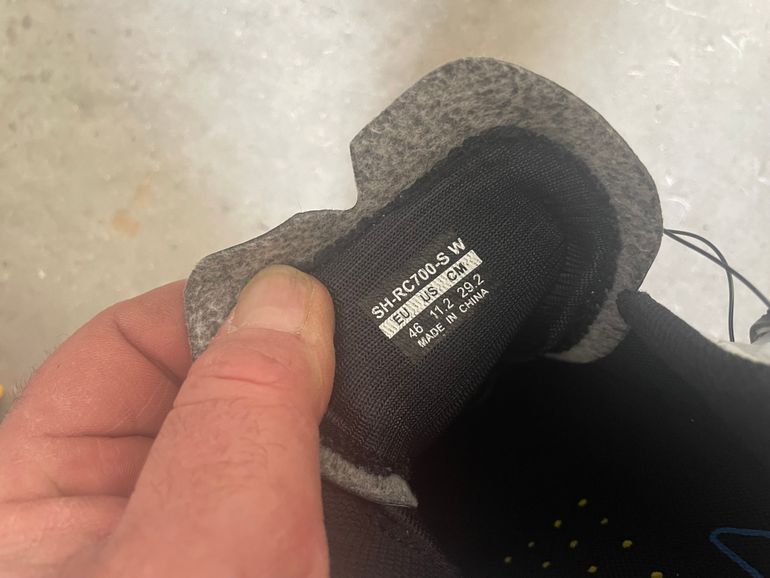 SH-RC700-S W
EU US CM
46 11.2 29.2
MADE IN CHINA